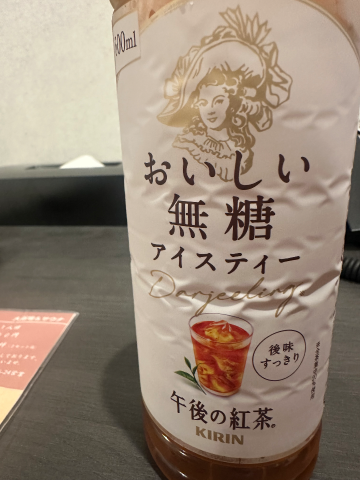 600ml
おいしい
無糖
アイスティー
Darjeeling
後味
すっきり
午後の紅茶®
KIRIN